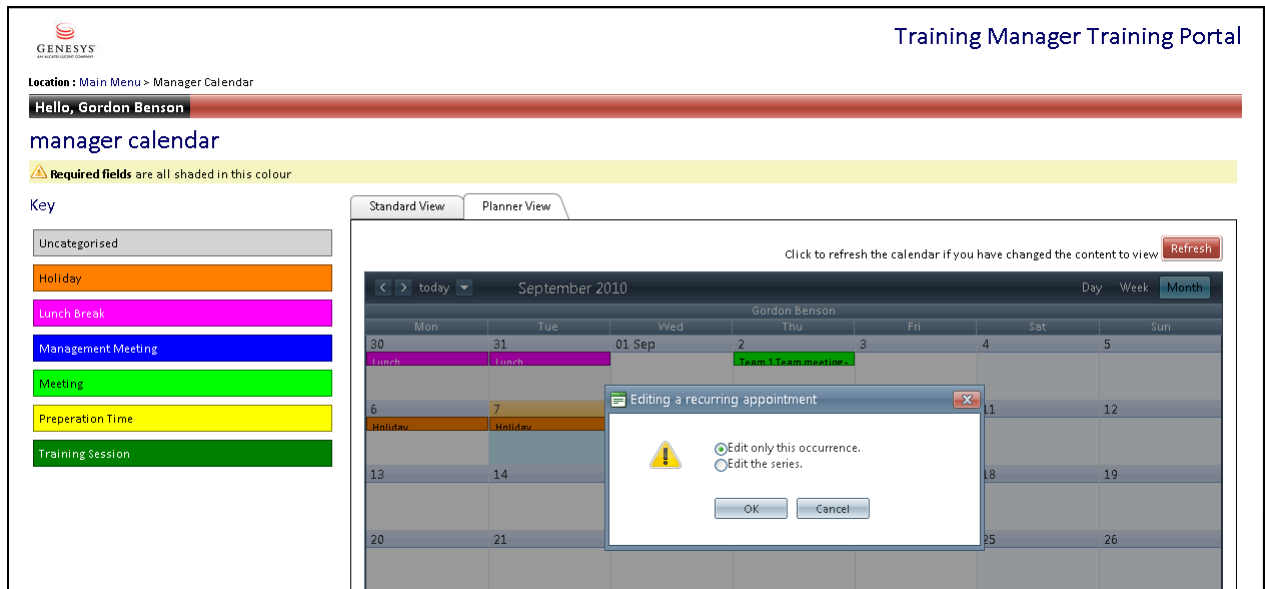 GENESYS
AN ALCATEL-LUCENT COMPANY
Training Manager Training Portal
Location : Main Menu > Manager Calendar
Hello, Gordon Benson
manager calendar
Required fields are all shaded in this colour
Key
Uncategorised
Holiday
Lunch Break
Management Meeting
Meeting
Preperation Time
Training Session
Standard View Planner View
Click to refresh the calendar if you have changed the content to view Refresh
today September 2010 Day Week Month
Gordon Benson
Mon Tue Wed Thu Fri Sat Sun
30 31 01 Sep 2 3 4 5
Lunch Lunch Team 1 Team meeting-
6 7 11 12
Holiday Holiday
13 14 18 19
20 21 25 26
Editing a recurring appointment
Edit only this occurrence.
Edit the series.
OK Cancel